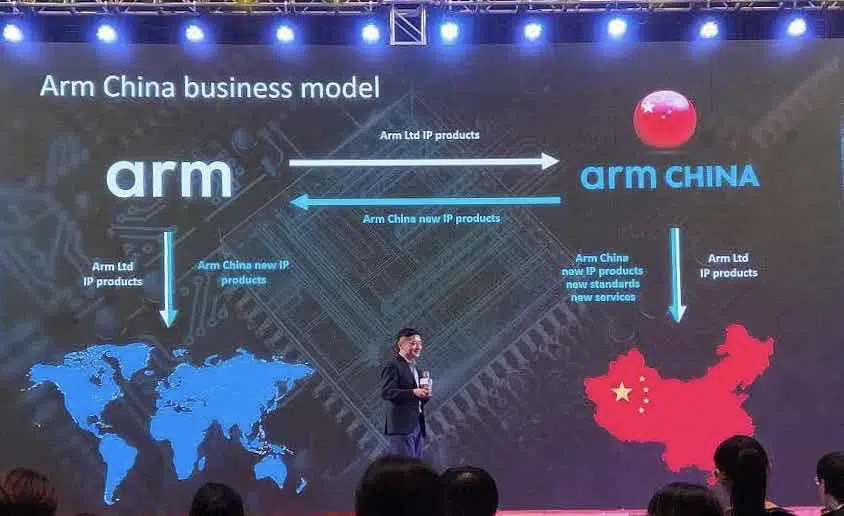 Arm China business model
Arm Ltd IP products
arm
arm CHINA
Arm China new IP products
Arm Ltd
IP products
Arm China new IP
products
Arm China
new IP products
new standards
new services
Arm Ltd
IP products